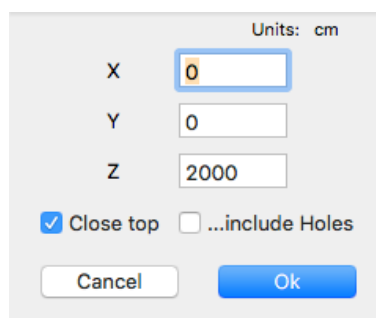 Units: cm
X 0
Y 0
Z 2000
Close top ...include Holes
Cancel Ok